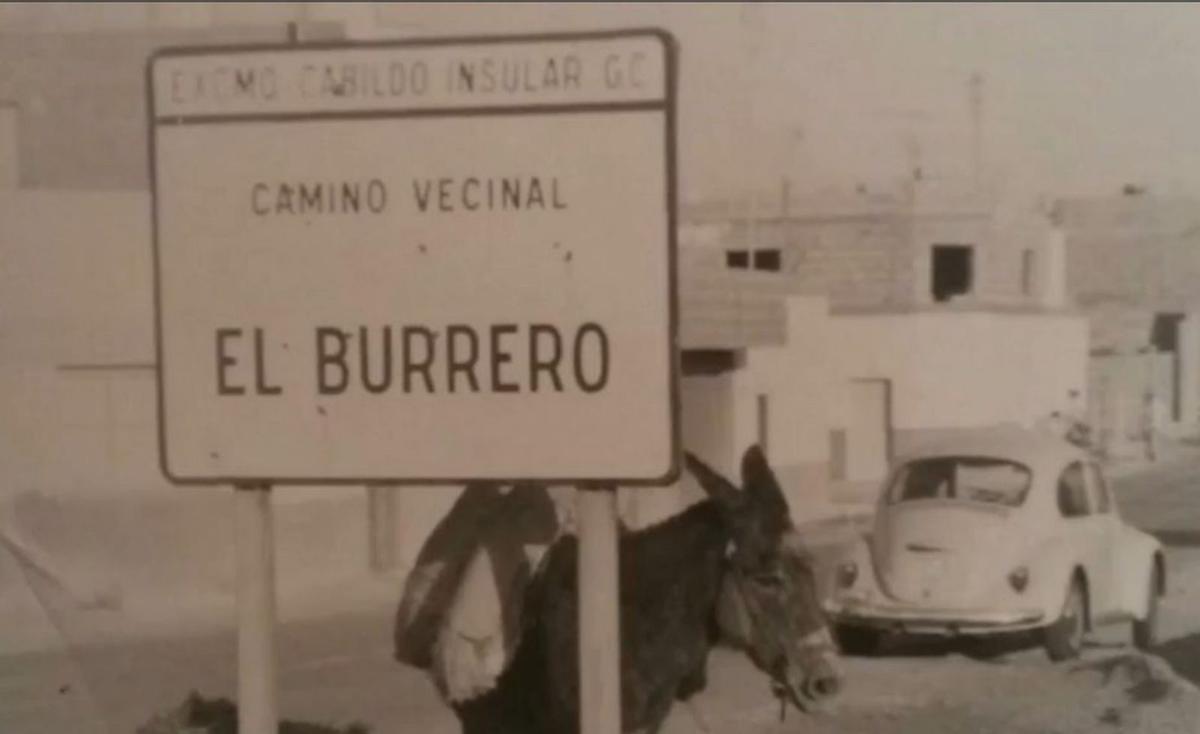 EXCMO CABILDO INSULAR GC
CAMINO VECINAL
EL BURRERO